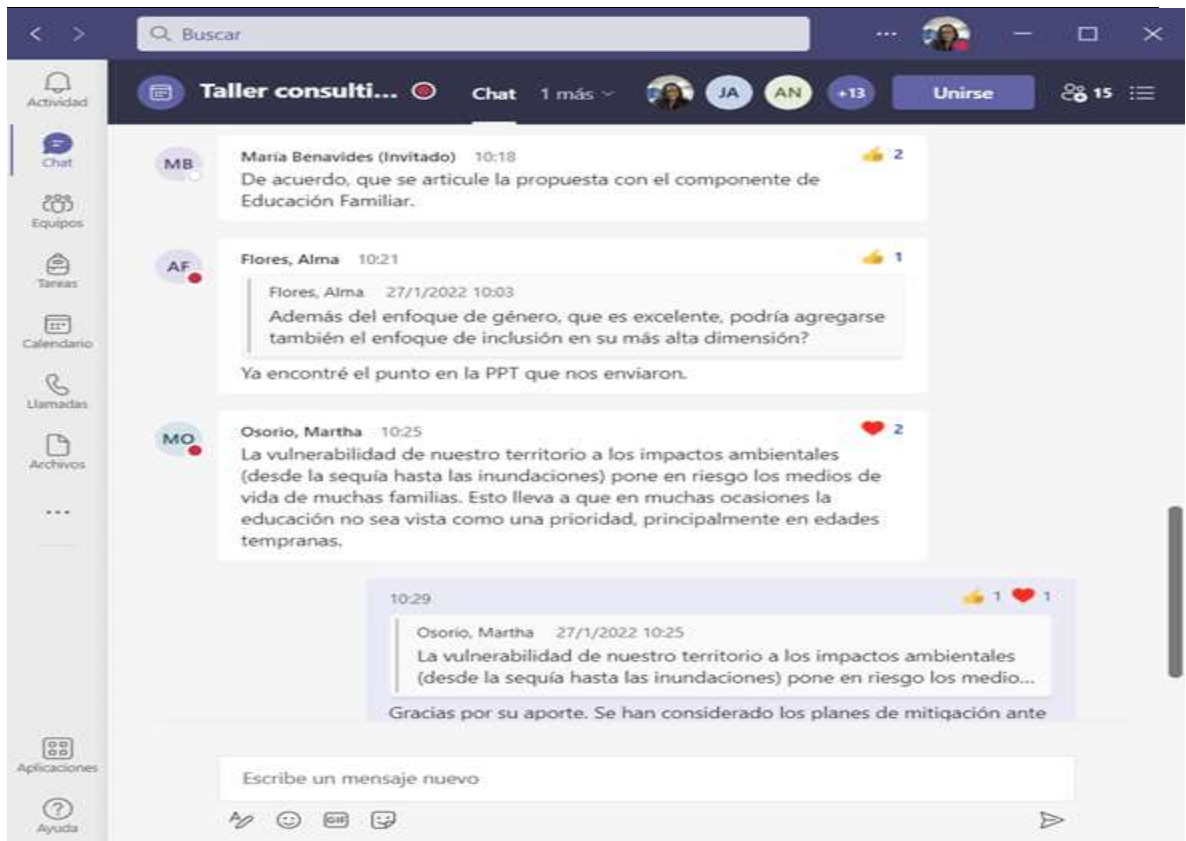 Buscar
Actividad
Chat
Equipos
Tareas
Calendario
Llamadas
Archivos
Aplicaciones
Ayuda
Taller consulti... Chat 1 más JA AN +13 Unirse 15
MB
María Benavides (Invitado) 10:18 2
De acuerdo, que se articule la propuesta con el componente de
Educación Familiar.
AF
Flores, Alma 10:21 1
Flores, Alma 27/1/2022 10:03
Además del enfoque de género, que es excelente, podría agregarse
también el enfoque de inclusión en su más alta dimensión?
Ya encontré el punto en la PPT que nos enviaron.
MO
Osorio, Martha 10:25 2
La vulnerabilidad de nuestro territorio a los impactos ambientales
(desde la sequía hasta las inundaciones) pone en riesgo los medios de
vida de muchas familias. Esto lleva a que en muchas ocasiones la
educación no sea vista como una prioridad, principalmente en edades
tempranas.
10:29 1 1
Osorio, Martha 27/1/2022 10:25
La vulnerabilidad de nuestro territorio a los impactos ambientales
(desde la sequía hasta las inundaciones) pone en riesgo los medio...
Gracias por su aporte. Se han considerado los planes de mitigación ante
Escribe un mensaje nuevo
GIF